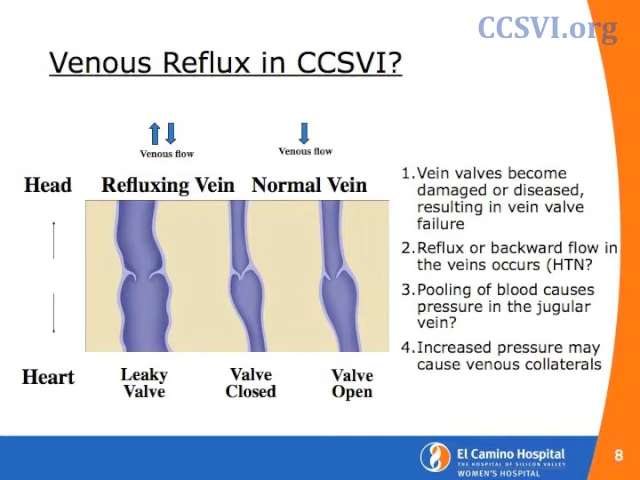 CCSVI.org
Venous Reflux in CCSVI?
Venous flow
Venous flow
Head
Refluxing Vein
Normal Vein
Heart
Leaky
Valve
Valve
Closed
Valve
Open
1. Vein valves become
damaged or diseased,
resulting in vein valve
failure
2. Reflux or backward flow in
the veins occurs (HTN?
3. Pooling of blood causes
pressure in the jugular
vein?
4. Increased pressure may
cause venous collaterals
El Camino Hospital
THE HOSPITAL OF SILICON VALLEY
WOMEN'S HOSPITAL
8